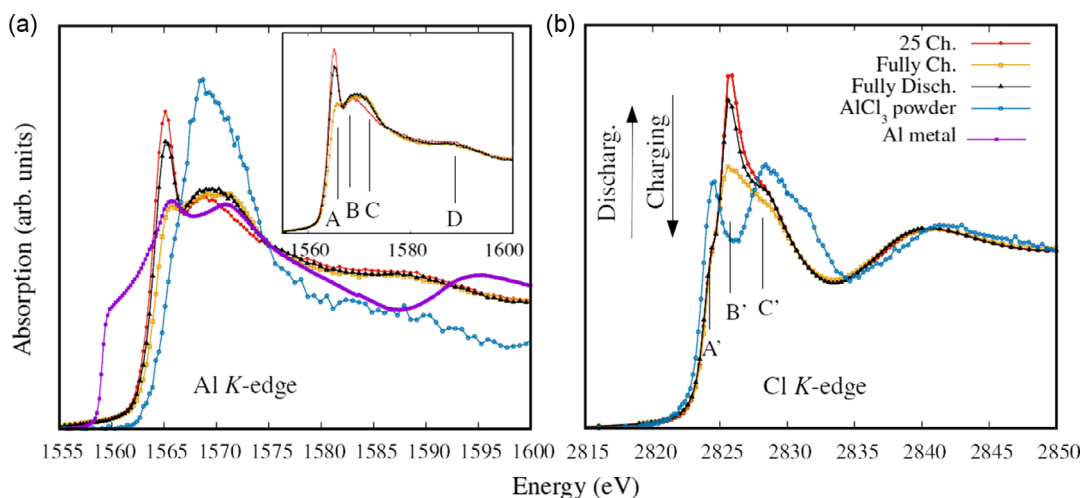 (a)
(b)
Absorption (arb. units)
A
B
C
D
1560
1580
1600
Al K-edge
1555 1560 1565 1570 1575 1580 1585 1590 1595 1600
25 Ch.
Fully Ch.
Fully Disch.
AlCl3 powder
Al metal
Discharg.
Charging
A’
B’
C’
Cl K-edge
2815 2820 2825 2830 2835 2840 2845 2850
Energy (eV)